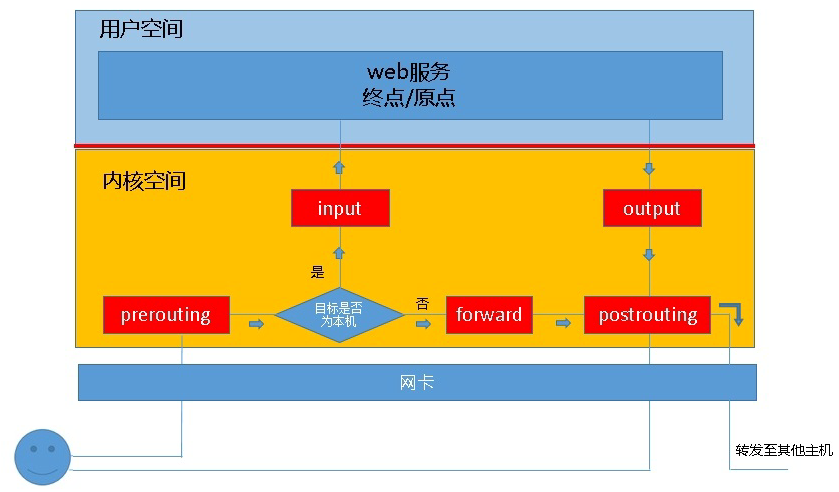 用户空间
web服务
终点/原点
内核空间
input
output
是
prerouting
目标是否
为本机
否
forward
postrouting
网卡
转发至其他主机